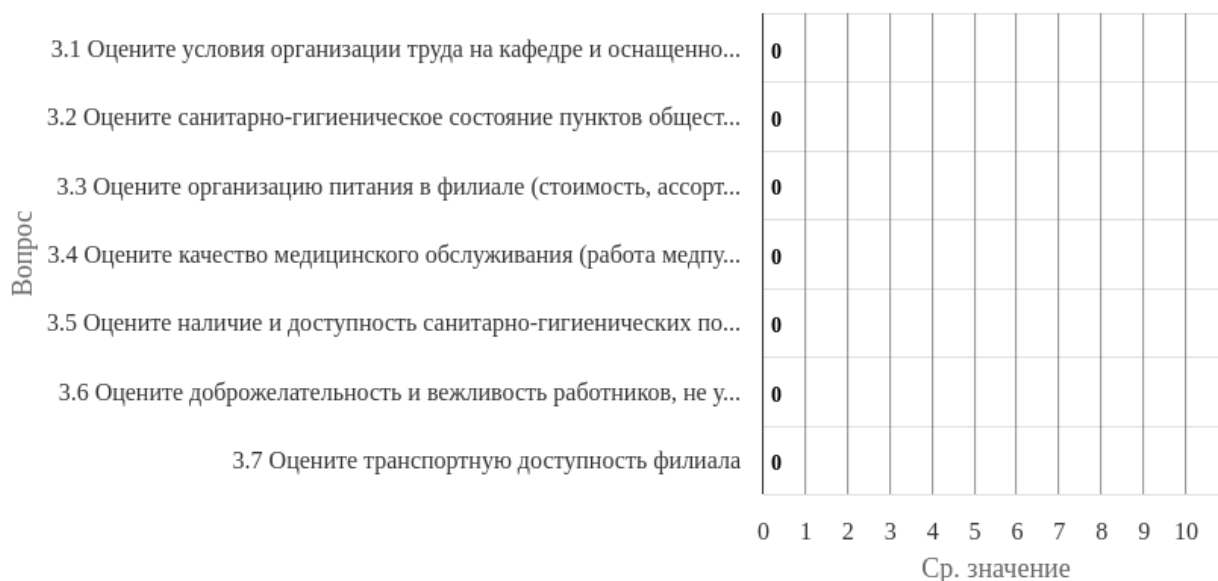 3.1 Оцените условия организации труда на кафедре и оснащенно... 0
3.2 Оцените санитарно-гигиеническое состояние пунктов общест... 0
3.3 Оцените организацию питания в филиале (стоимость, ассорт... 0
3.4 Оцените качество медицинского обслуживания (работа медпу... 0
3.5 Оцените наличие и доступность санитарно-гигиенических по... 0
3.6 Оцените доброжелательность и вежливость работников, не у... 0
3.7 Оцените транспортную доступность филиала 0
Вопрос
0 1 2 3 4 5 6 7 8 9 10
Ср. значение